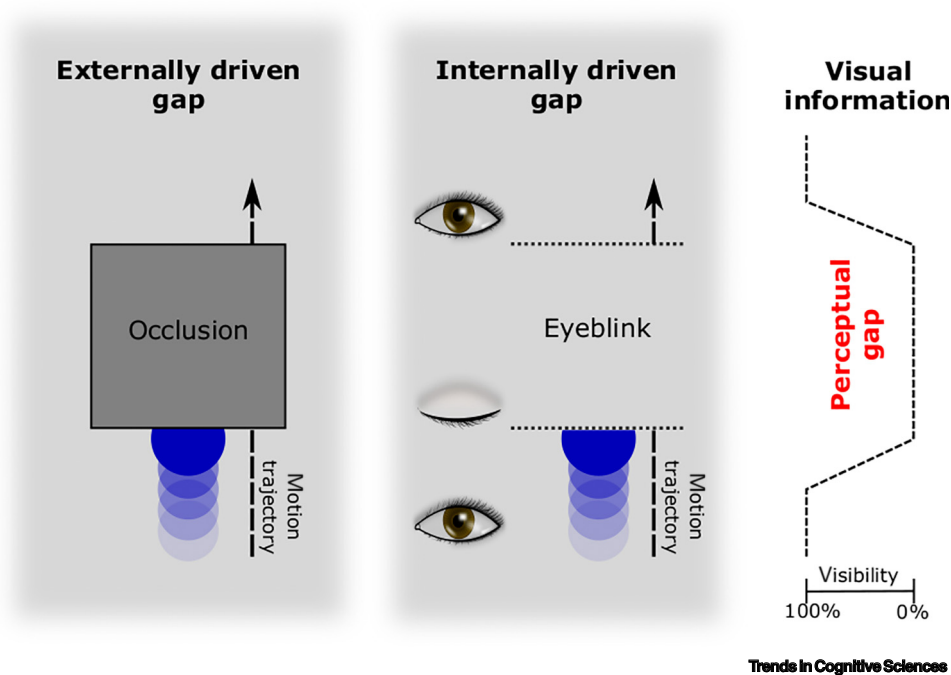 Externally driven
gap
Occlusion
Motion
trajectory
Internally driven
gap
Eyeblink
Motion
trajectory
Visual
information
Perceptual
gap
Visibility
100% 0%
Trends in Cognitive Sciences